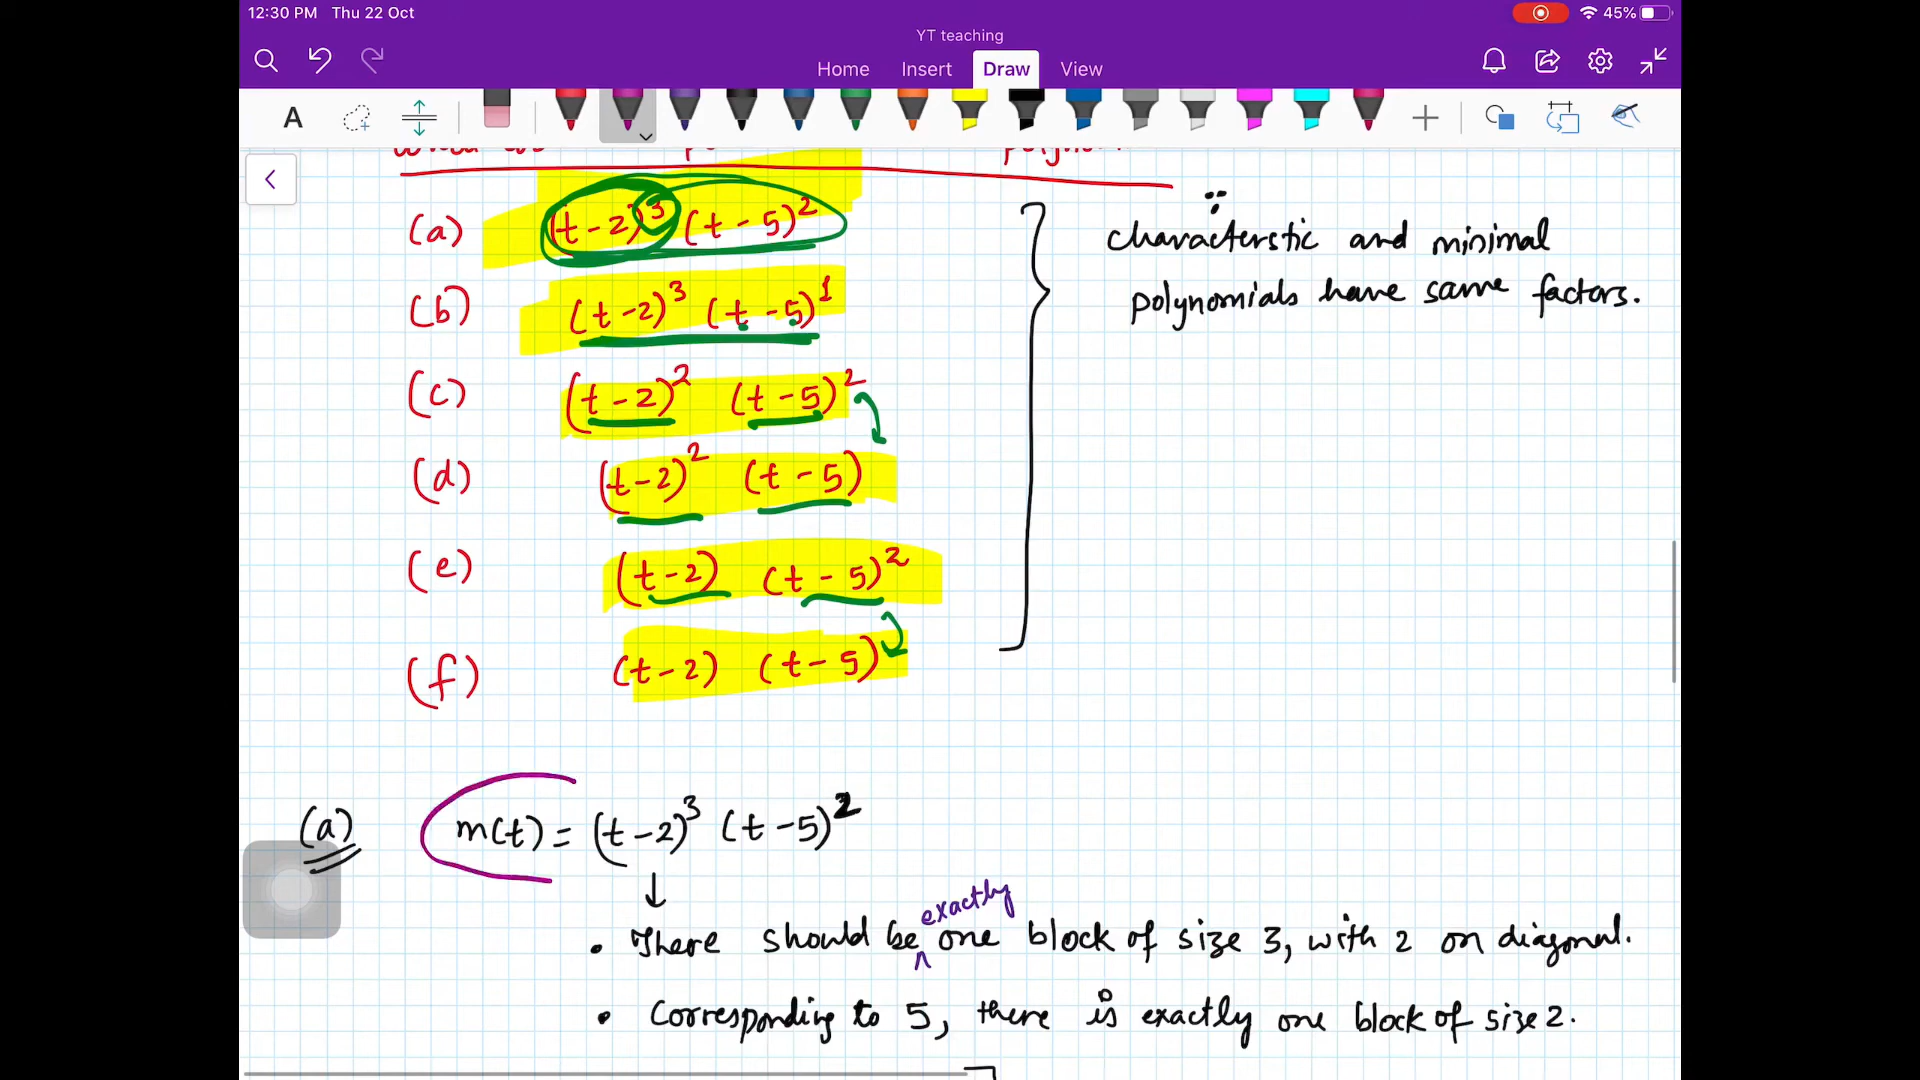 12:30 PM Thu 22 Oct
45%
YT teaching
Home Insert Draw View
A
(a) (t-2)³ (t-5)²
(b) (t-2)³ (t-5)¹
(c) (t-2)² (t-5)²
(d) (t-2)² (t-5)
(e) (t-2) (t-5)²
(f) (t-2) (t-5)
∵
characterstic and minimal
polynomials have same factors.
(a) m(t) = (t-2)³ (t-5)²
↓
• There should be exactly one block of size 3, with 2 on diagonal.
• Corresponding to 5, there is exactly one block of size 2.